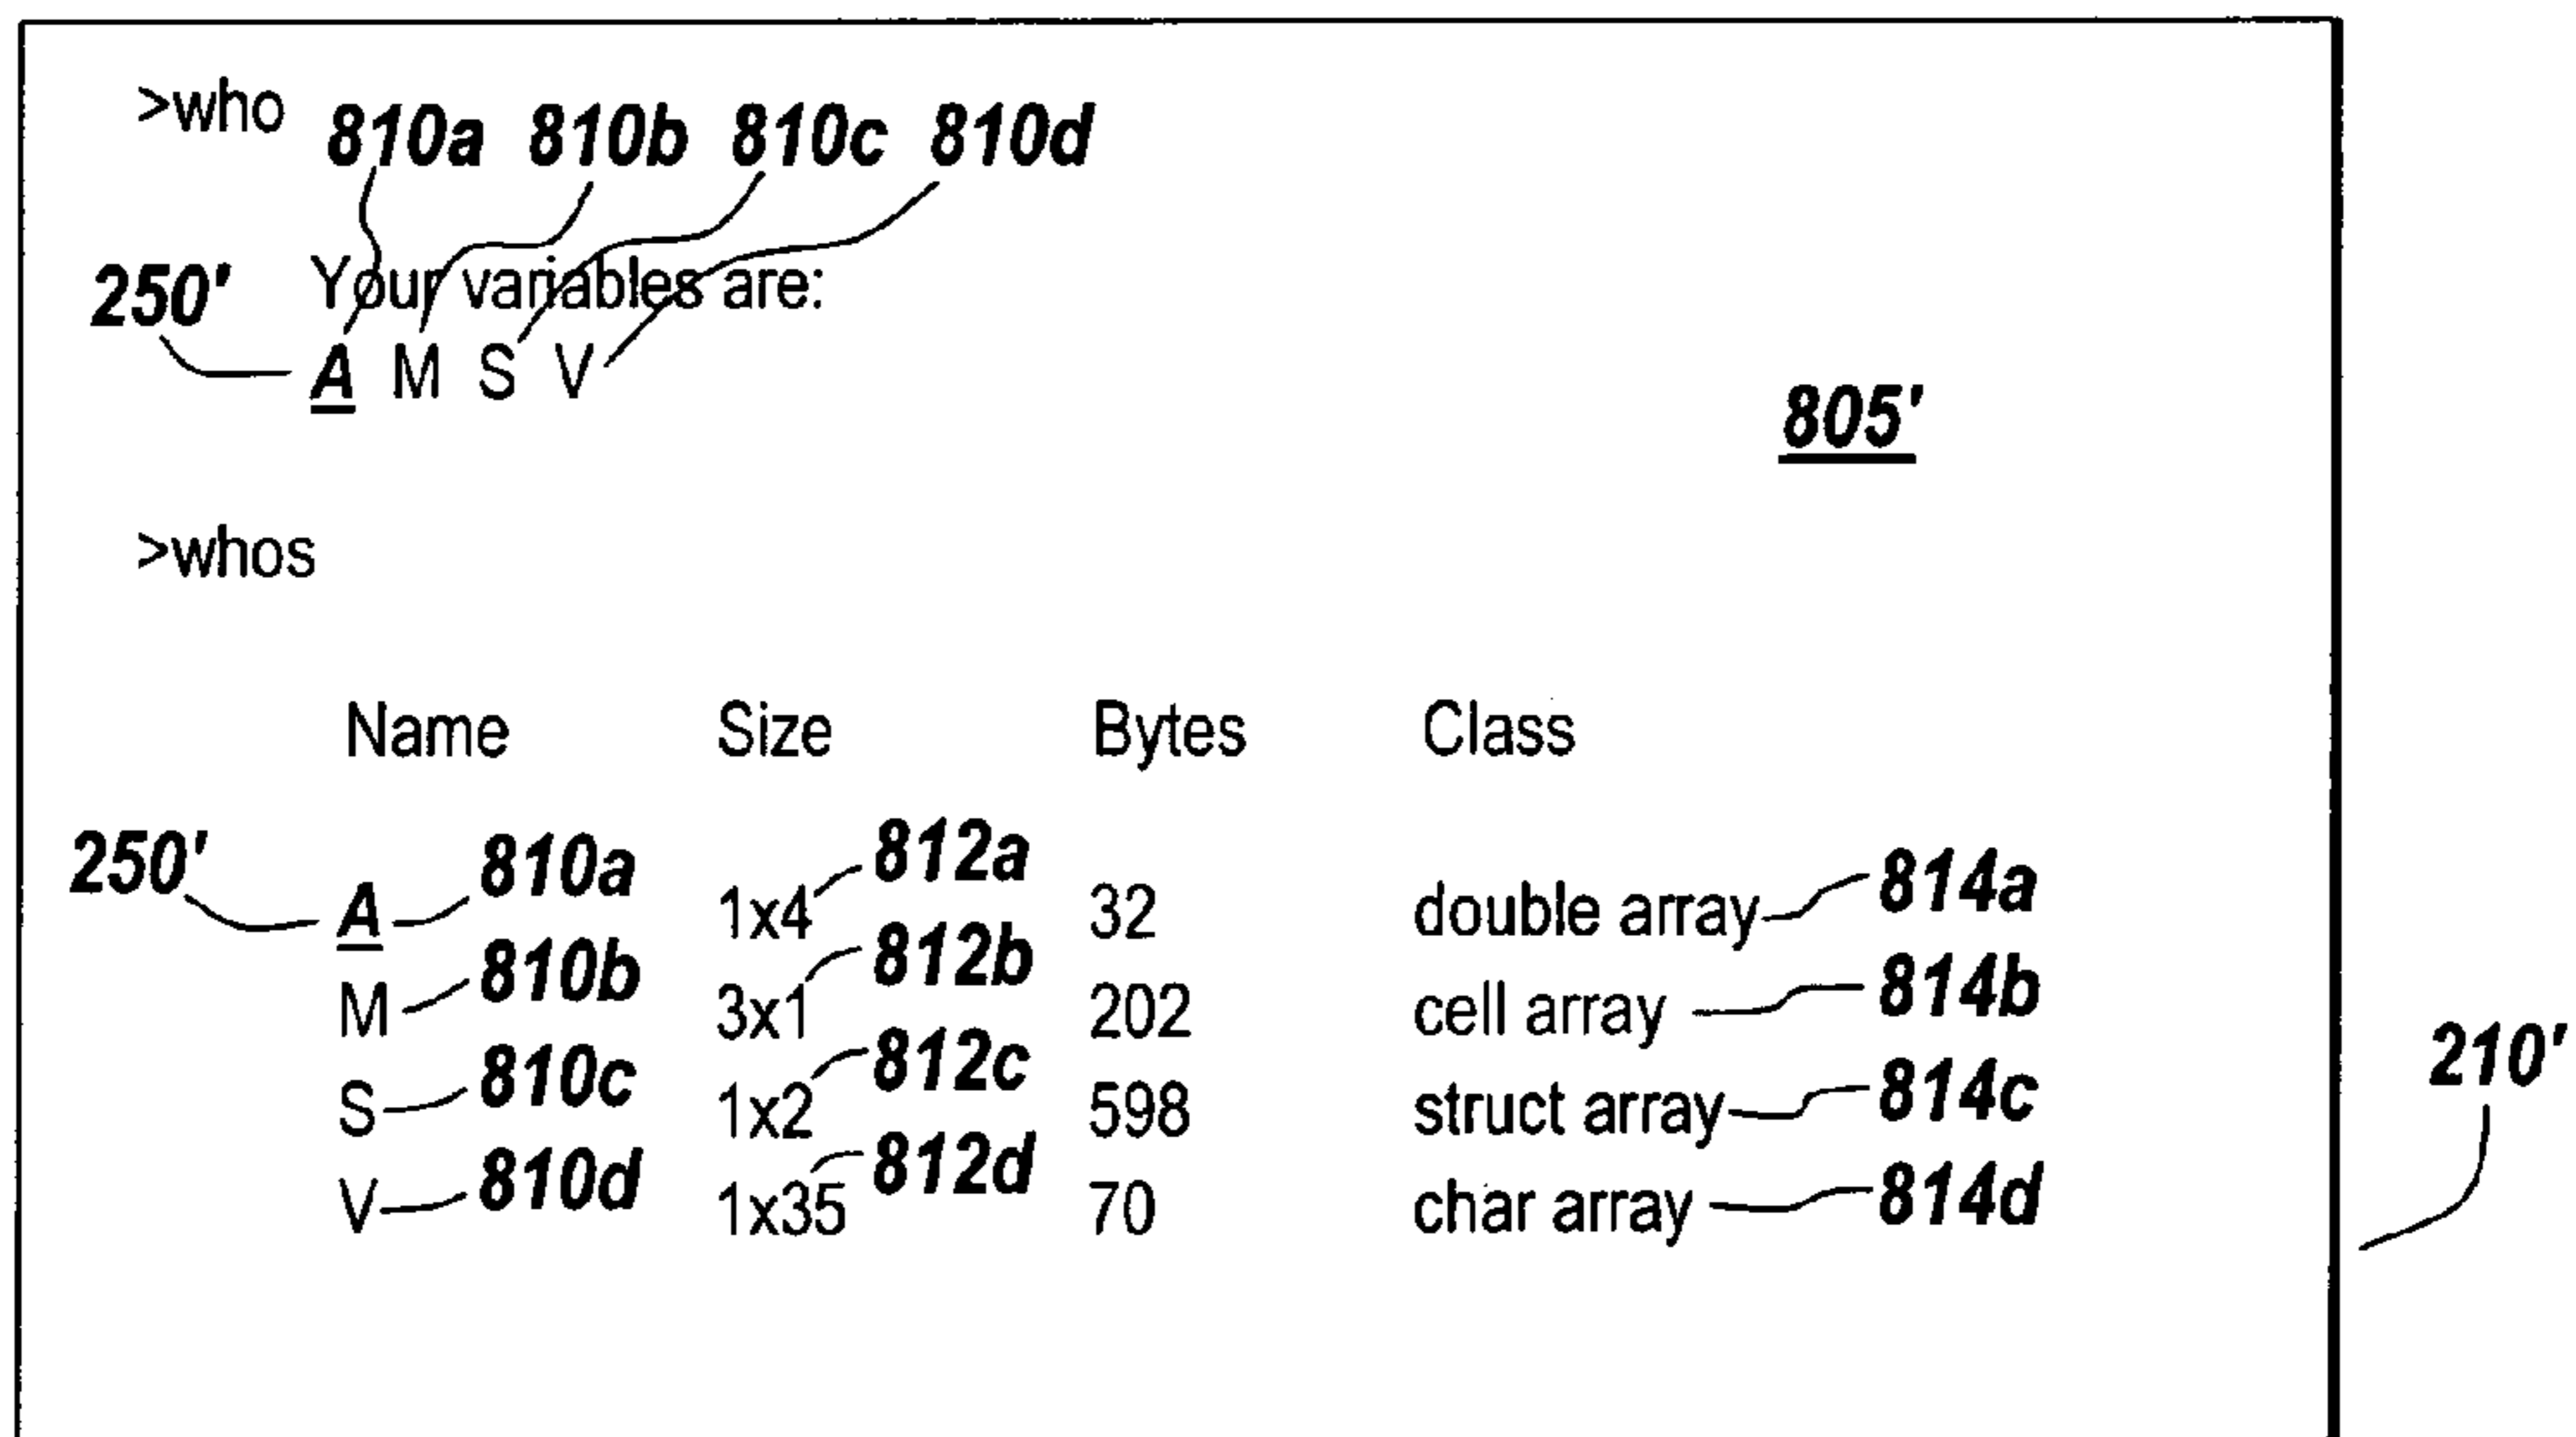 >who
810a 810b 810c 810d
250' Your variables are:
A M S V
805'
>whos
Name Size Bytes Class
250' A 810a 1x4 812a 32 double array 814a
M 810b 3x1 812b 202 cell array 814b
S 810c 1x2 812c 598 struct array 814c
210'
V 810d 1x35 812d 70 char array 814d